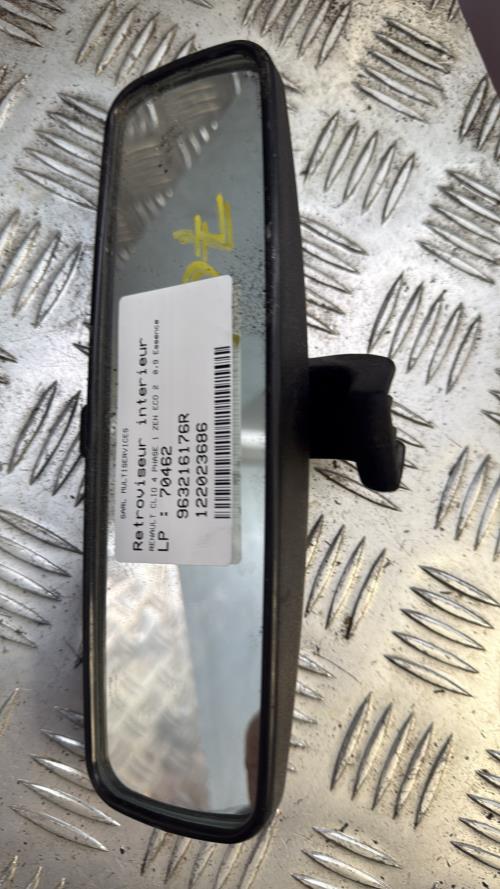 SARL MULTISERVICES
Retroviseur interieur
RENAULT CLIO 4 PHASE 1 ZEN ECO 2 0.9 Essence
LP : 70462
963216176R
122023686